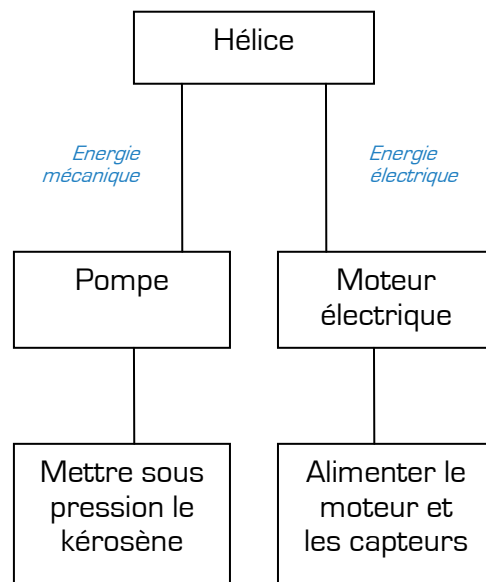 Hélice
Energie
mécanique
Energie
électrique
Pompe
Moteur
électrique
Mettre sous
pression le
kérosène
Alimenter le
moteur et
les capteurs